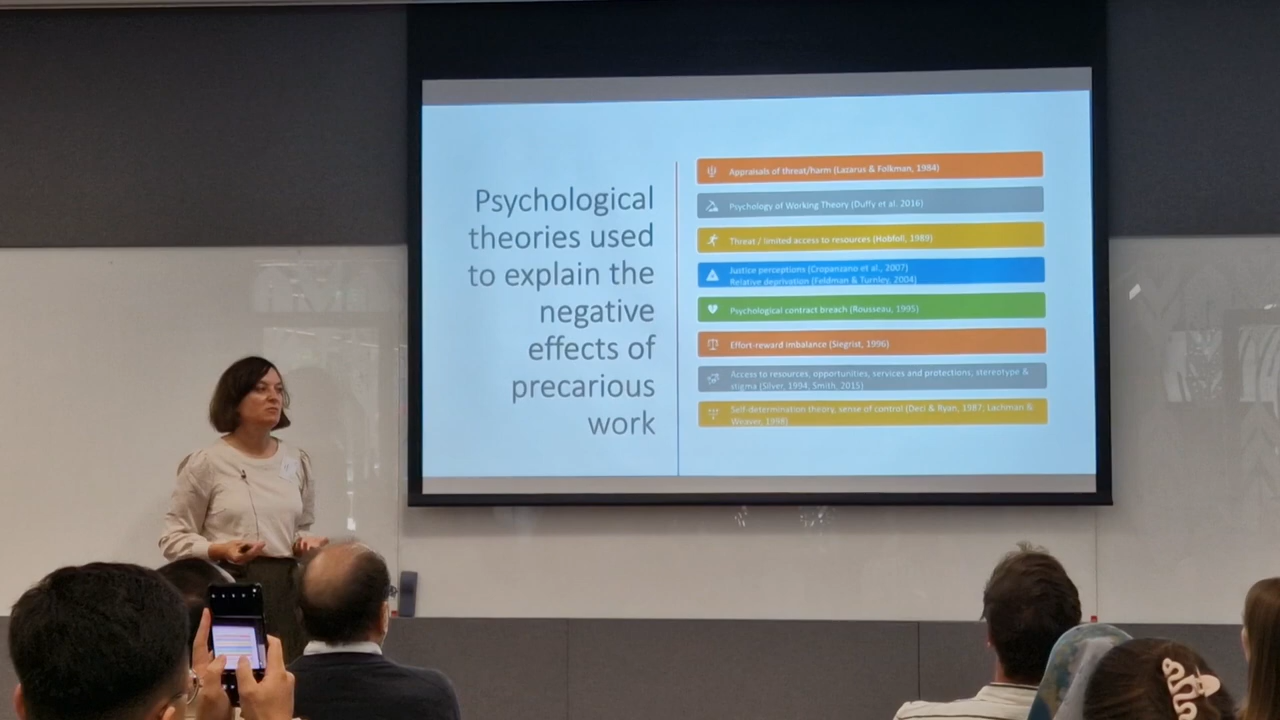 Psychological
theories used
to explain the
negative
effects of
precarious
work
Appraisals of threat/harm (Lazarus & Folkman, 1984)
Psychology of Working Theory (Duffy et al. 2016)
Threat / limited access to resources (Hobfoll, 1989)
Justice perceptions (Cropanzano et al., 2007)
Relative deprivation (Feldman & Turnley, 2004)
Psychological contract breach (Rousseau, 1995)
Effort-reward imbalance (Siegrist, 1996)
Access to resources, opportunities, services and protections; stereotype &
stigma (Silver, 1994; Smith, 2015)
Self-determination theory, sense of control (Deci & Ryan, 1987; Lachman &
Weaver, 1998)